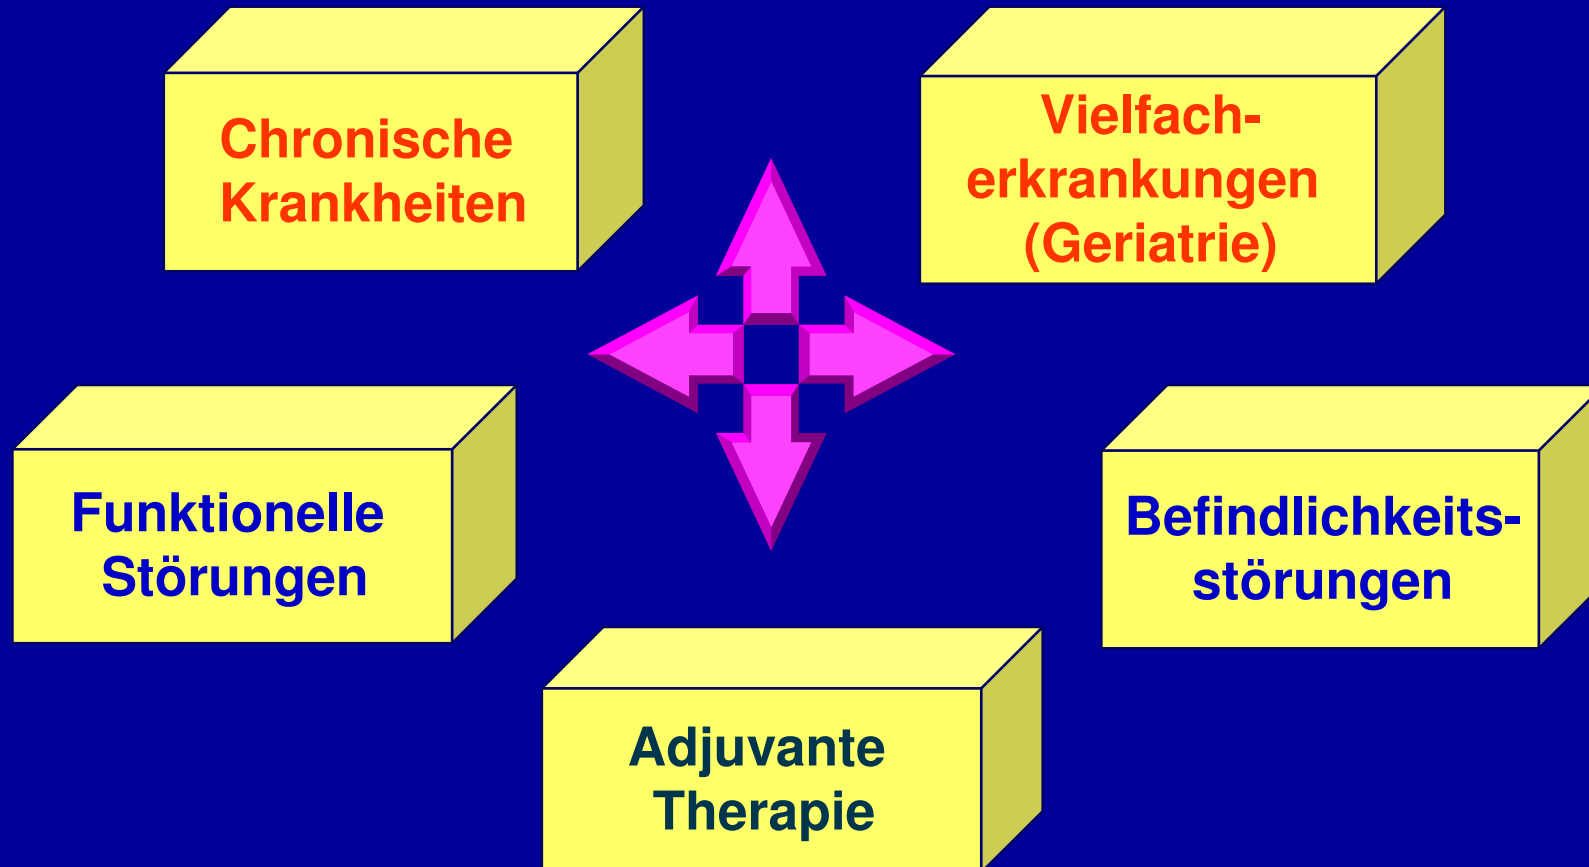 Chronische
Krankheiten
Vielfach-
erkrankungen
(Geriatrie)
Funktionelle
Störungen
Befindlichkeits-
störungen
Adjuvante
Therapie